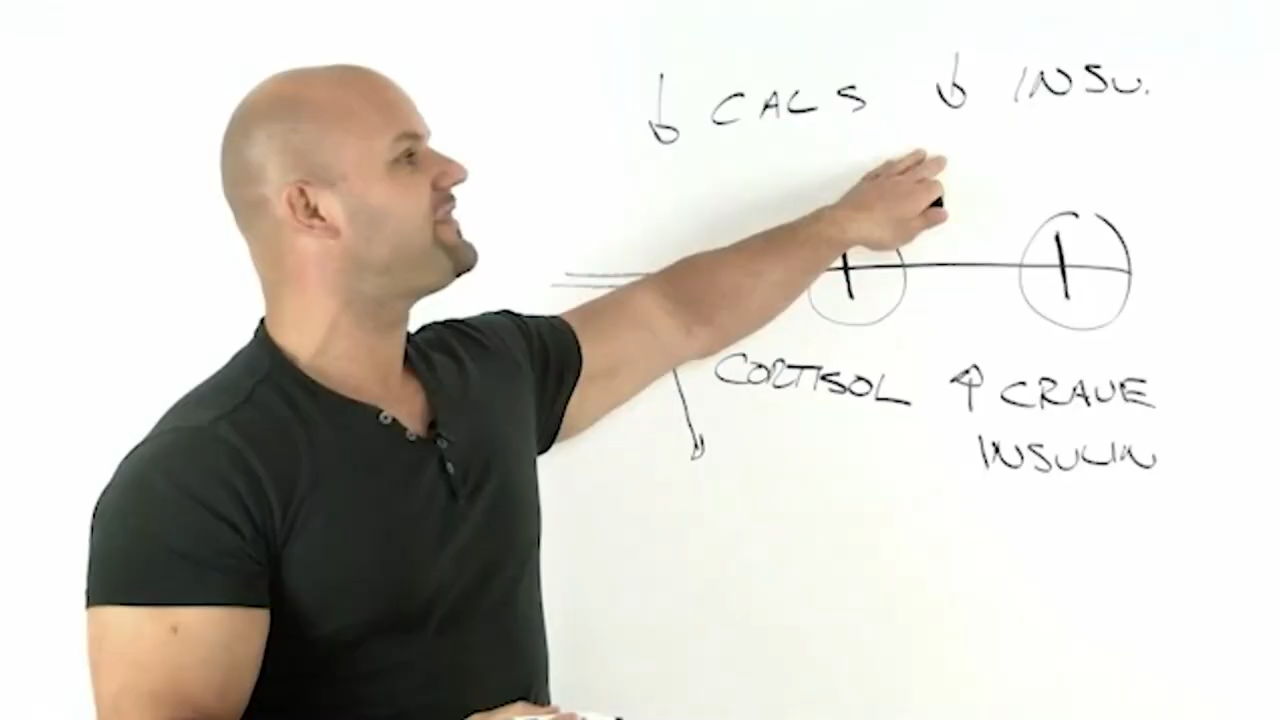 ↓ CALS ↓ INSU.
CORTISOL ↑ CRAVE
INSULIN